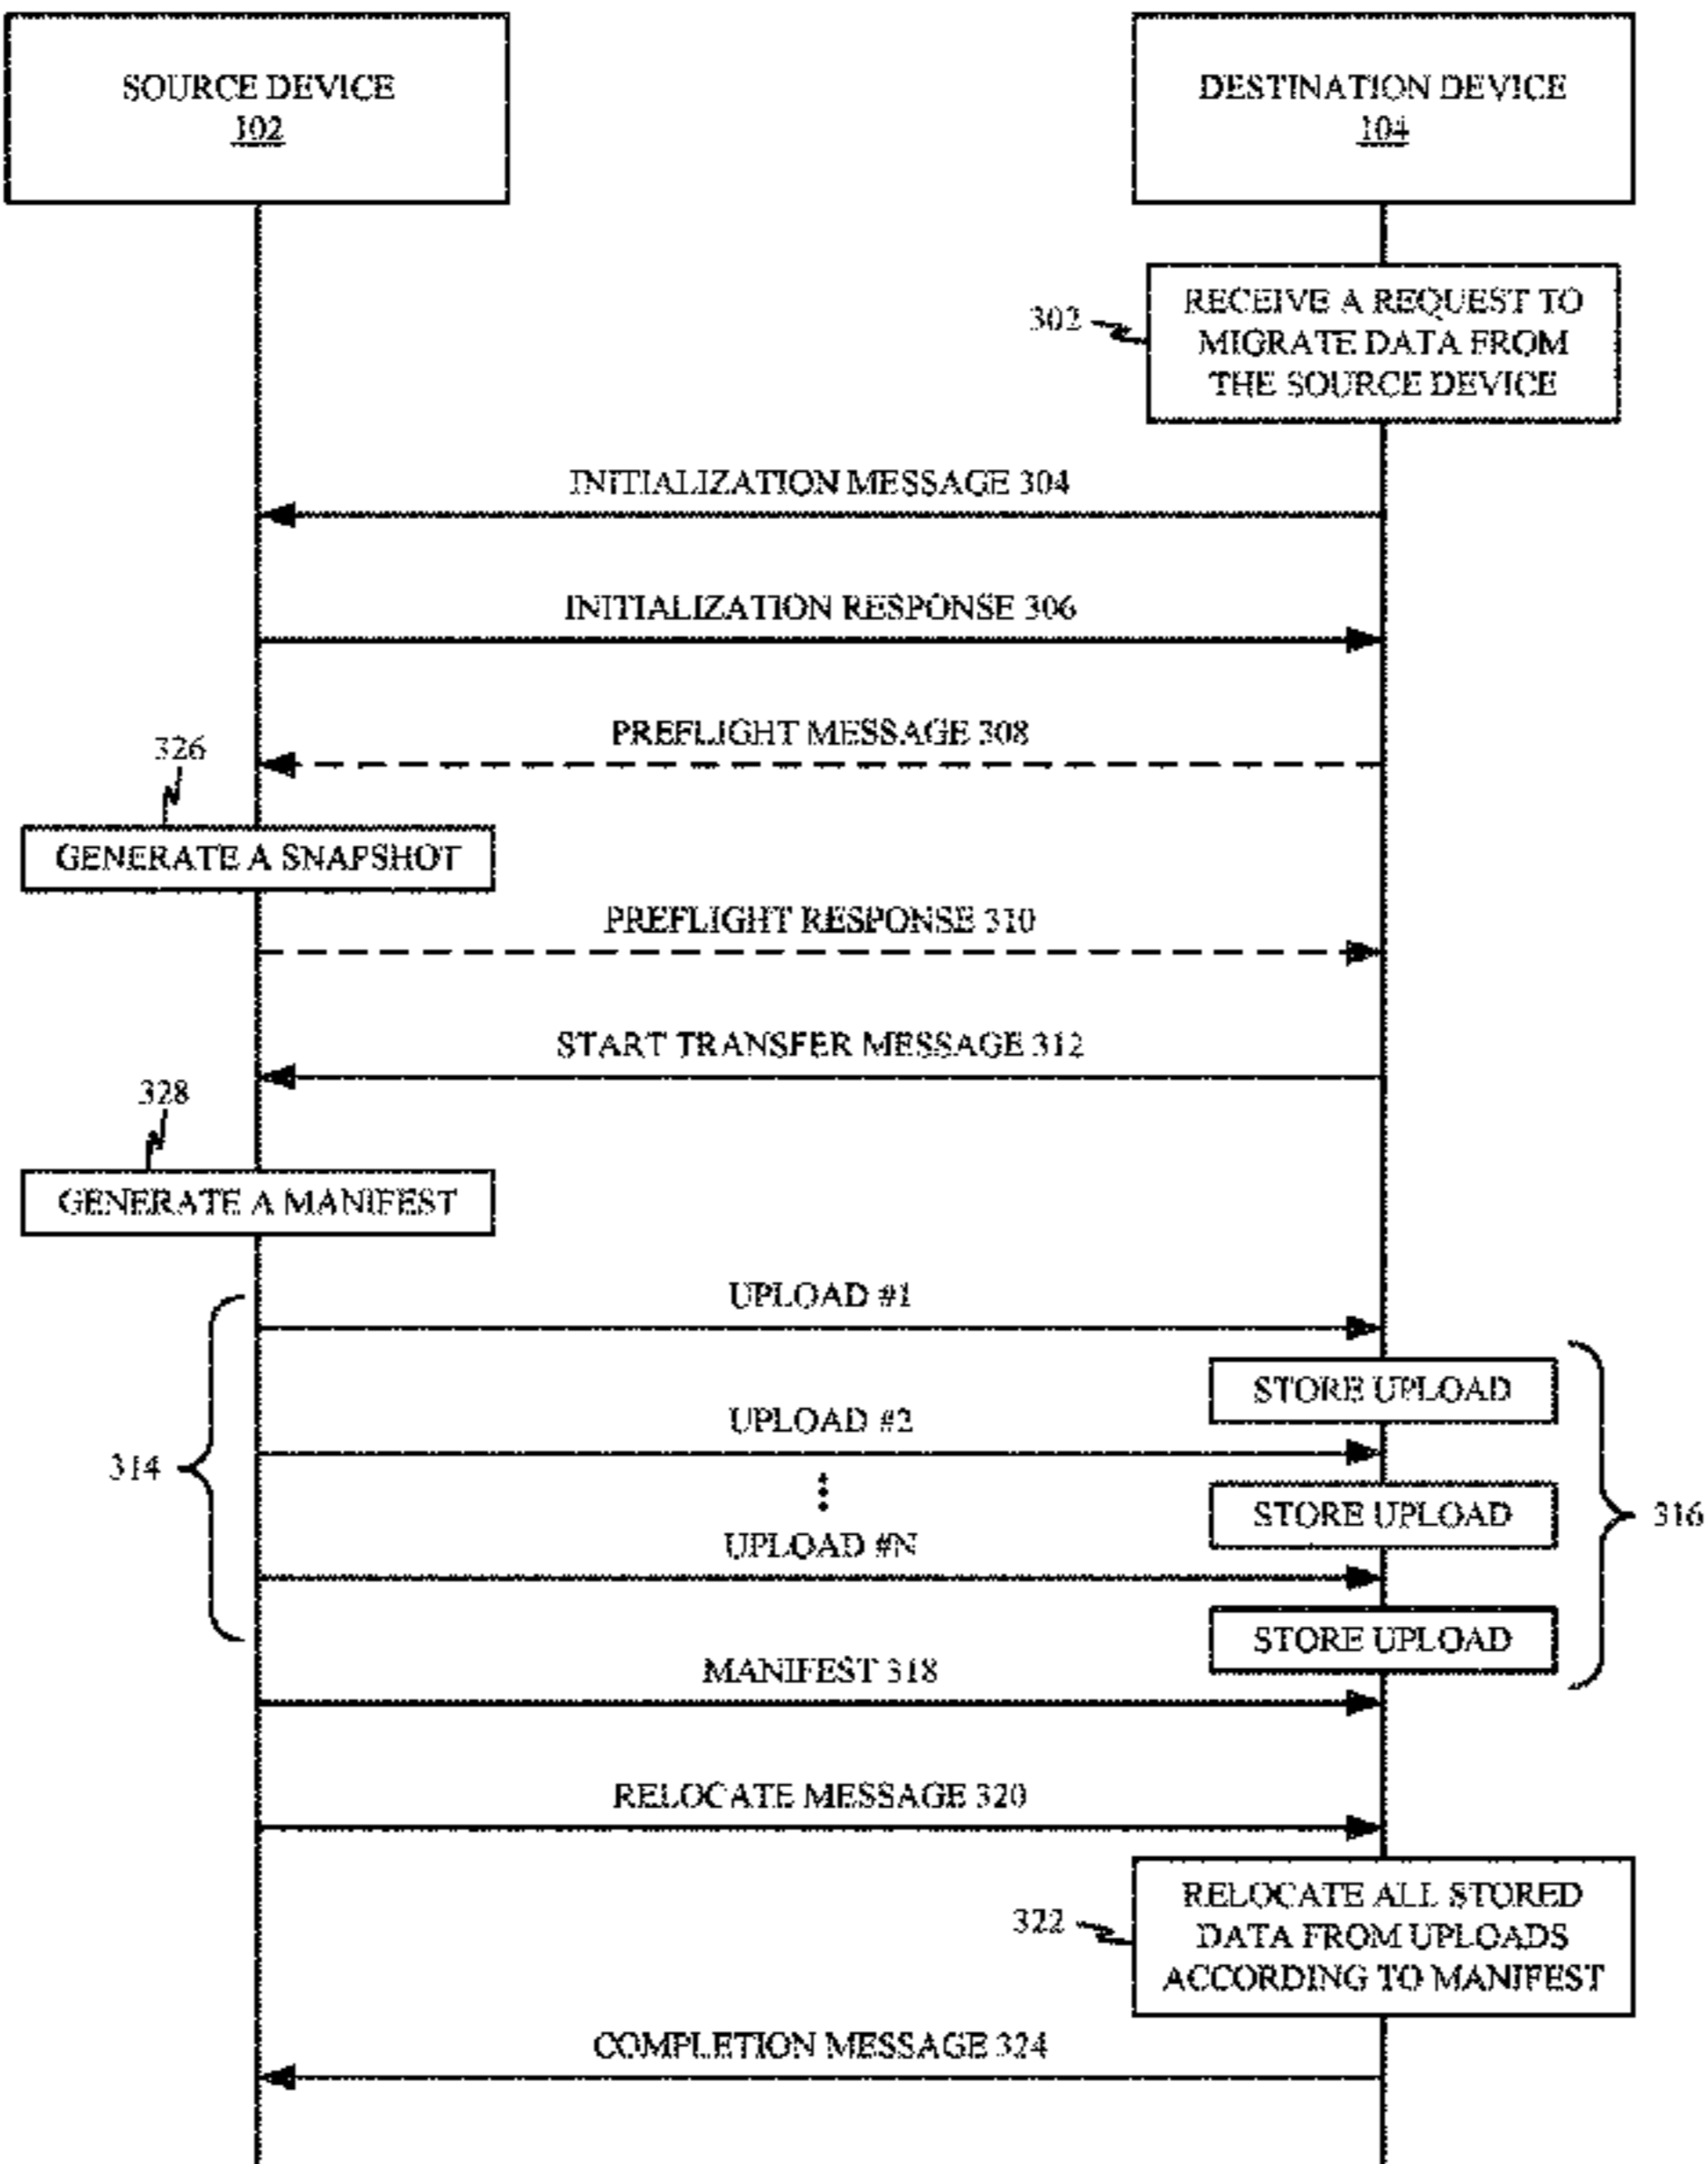 SOURCE DEVICE
102
DESTINATION DEVICE
104
302
RECEIVE A REQUEST TO
MIGRATE DATA FROM
THE SOURCE DEVICE
INITIALIZATION MESSAGE 304
INITIALIZATION RESPONSE 306
PREFLIGHT MESSAGE 308
326
GENERATE A SNAPSHOT
PREFLIGHT RESPONSE 310
START TRANSFER MESSAGE 312
328
GENERATE A MANIFEST
UPLOAD #1
STORE UPLOAD
UPLOAD #2
314
STORE UPLOAD
316
UPLOAD #N
STORE UPLOAD
MANIFEST 318
RELOCATE MESSAGE 320
322
RELOCATE ALL STORED
DATA FROM UPLOADS
ACCORDING TO MANIFEST
COMPLETION MESSAGE 324